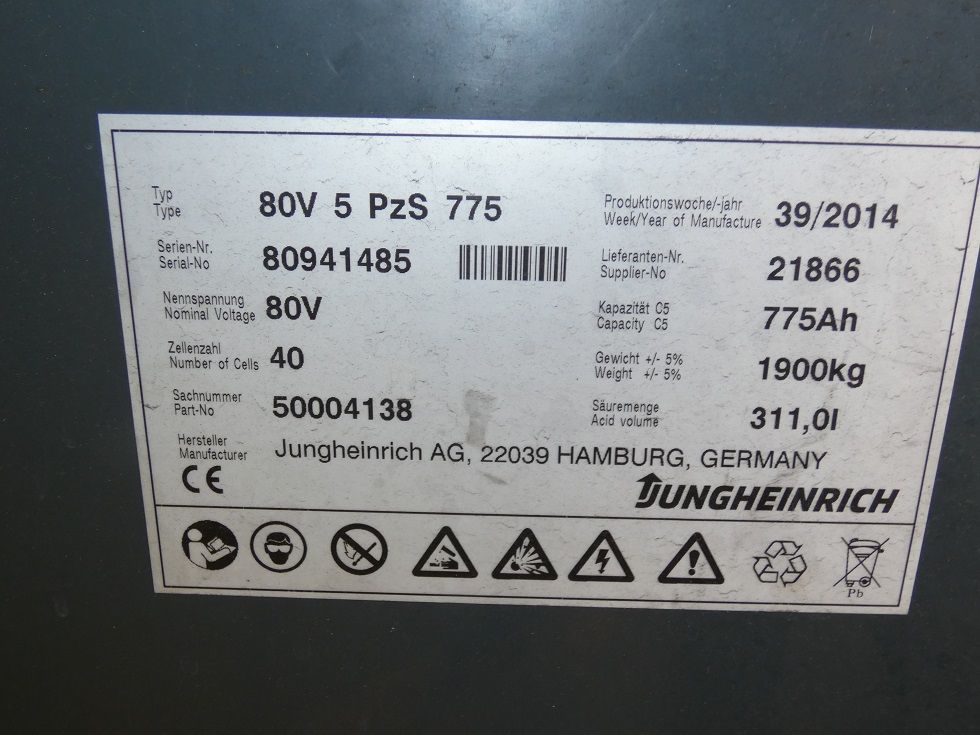 Typ
Type 80V 5 PzS 775
Produktionswoche/-jahr
Week/Year of Manufacture 39/2014
Serien-Nr.
Serial-No 80941485
Lieferanten-Nr.
Supplier-No 21866
Nennspannung
Nominal Voltage 80V
Kapazität C5
Capacity C5 775Ah
Zellenzahl
Number of Cells 40
Gewicht +/- 5%
Weight +/- 5% 1900kg
Sachnummer
Part-No 50004138
Säuremenge
Acid volume 311,0l
Hersteller
Manufacturer Jungheinrich AG, 22039 HAMBURG, GERMANY
CE
JUNGHEINRICH
Pb